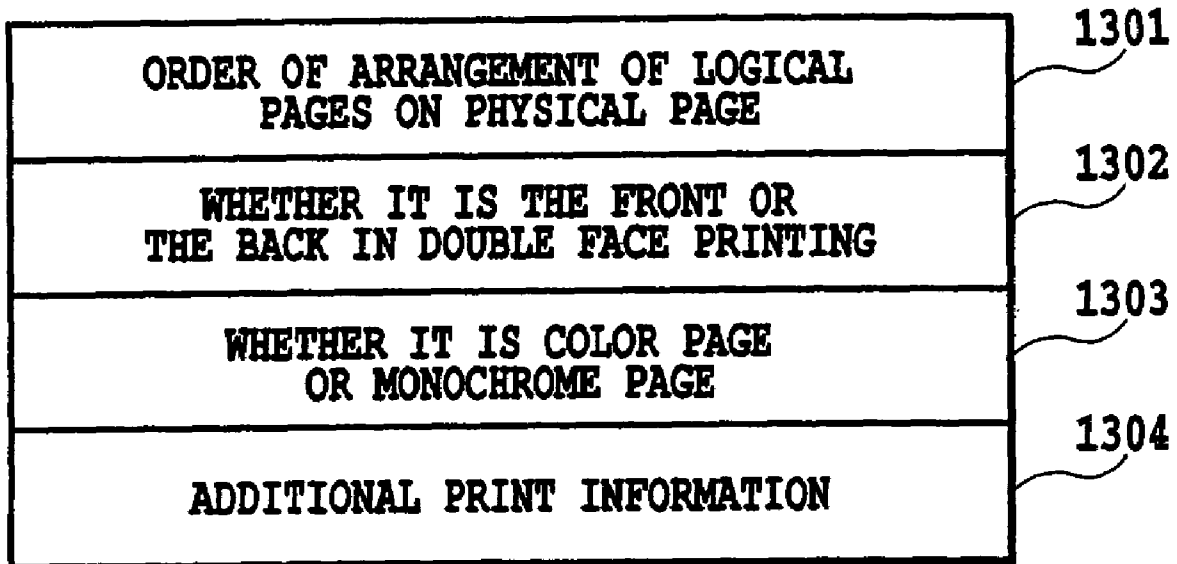 1301
ORDER OF ARRANGEMENT OF LOGICAL
PAGES ON PHYSICAL PAGE
1302
WHETHER IT IS THE FRONT OR
THE BACK IN DOUBLE FACE PRINTING
1303
WHETHER IT IS COLOR PAGE
OR MONOCHROME PAGE
1304
ADDITIONAL PRINT INFORMATION